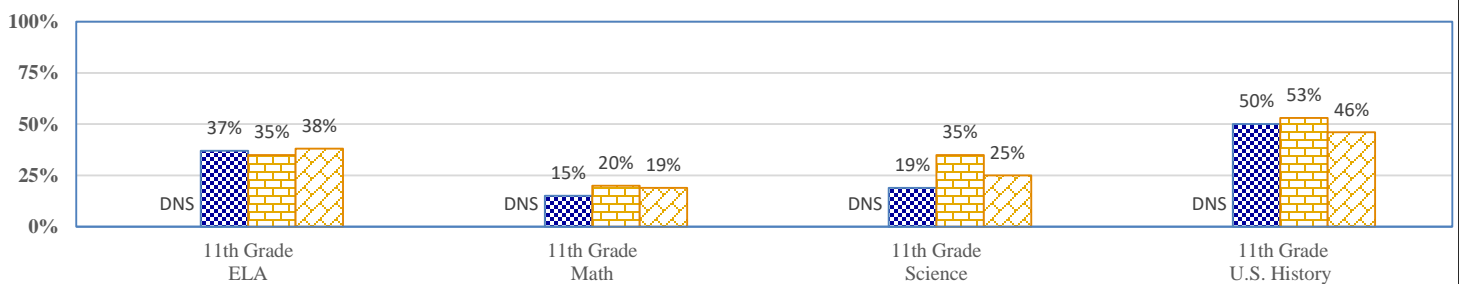 100%
75%
50%
25%
0%
DNS 37% 35% 38%
DNS 15% 20% 19%
DNS 19% 35% 25%
DNS 50% 53% 46%
11th Grade
ELA
11th Grade
Math
11th Grade
Science
11th Grade
U.S. History